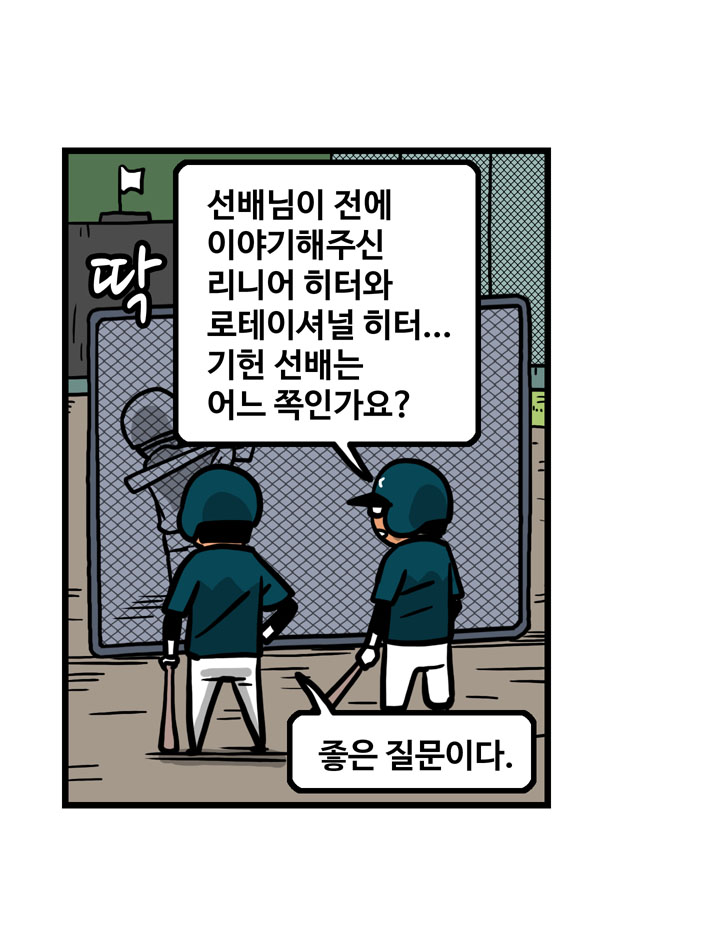 선배님이 전에
이야기해주신
리니어 히터와
로테이셔널 히터...
기헌 선배는
어느 쪽인가요?
딱
좋은 질문이다.